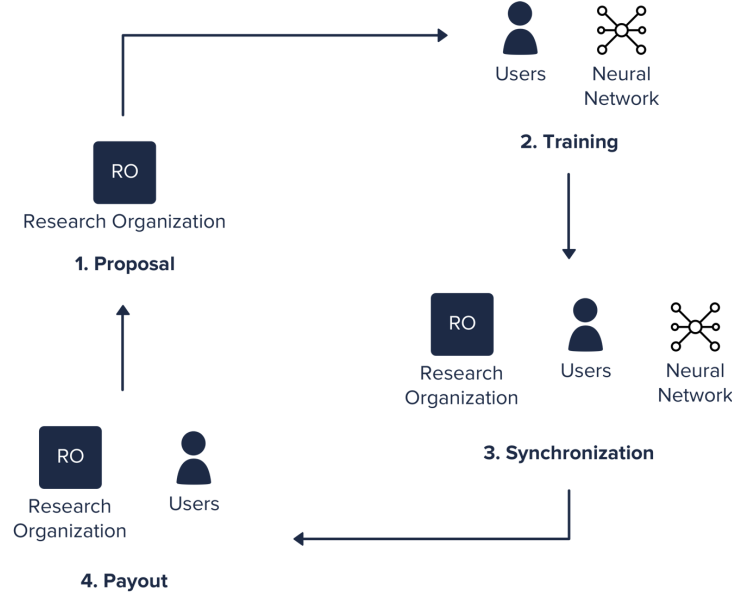 RO
Research Organization
1. Proposal
Users
Neural
Network
2. Training
RO
Research
Organization
Users
Neural
Network
3. Synchronization
RO
Research
Organization
Users
4. Payout